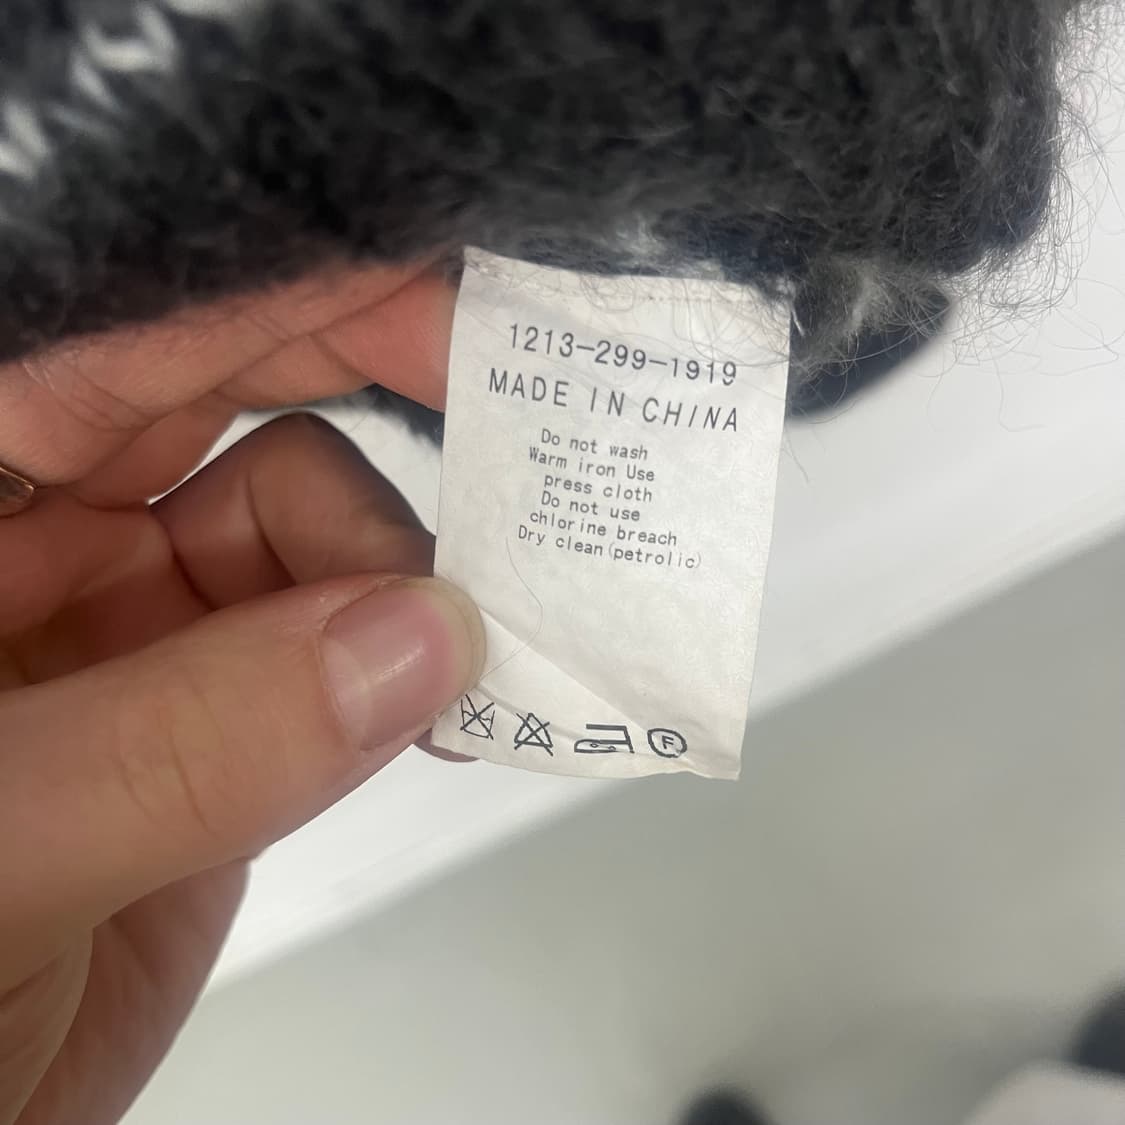 1213-299-1919
MADE IN CHINA
Do not wash
Warm iron Use
press cloth
Do not use
chlorine breach
Dry clean(petrolic)
F